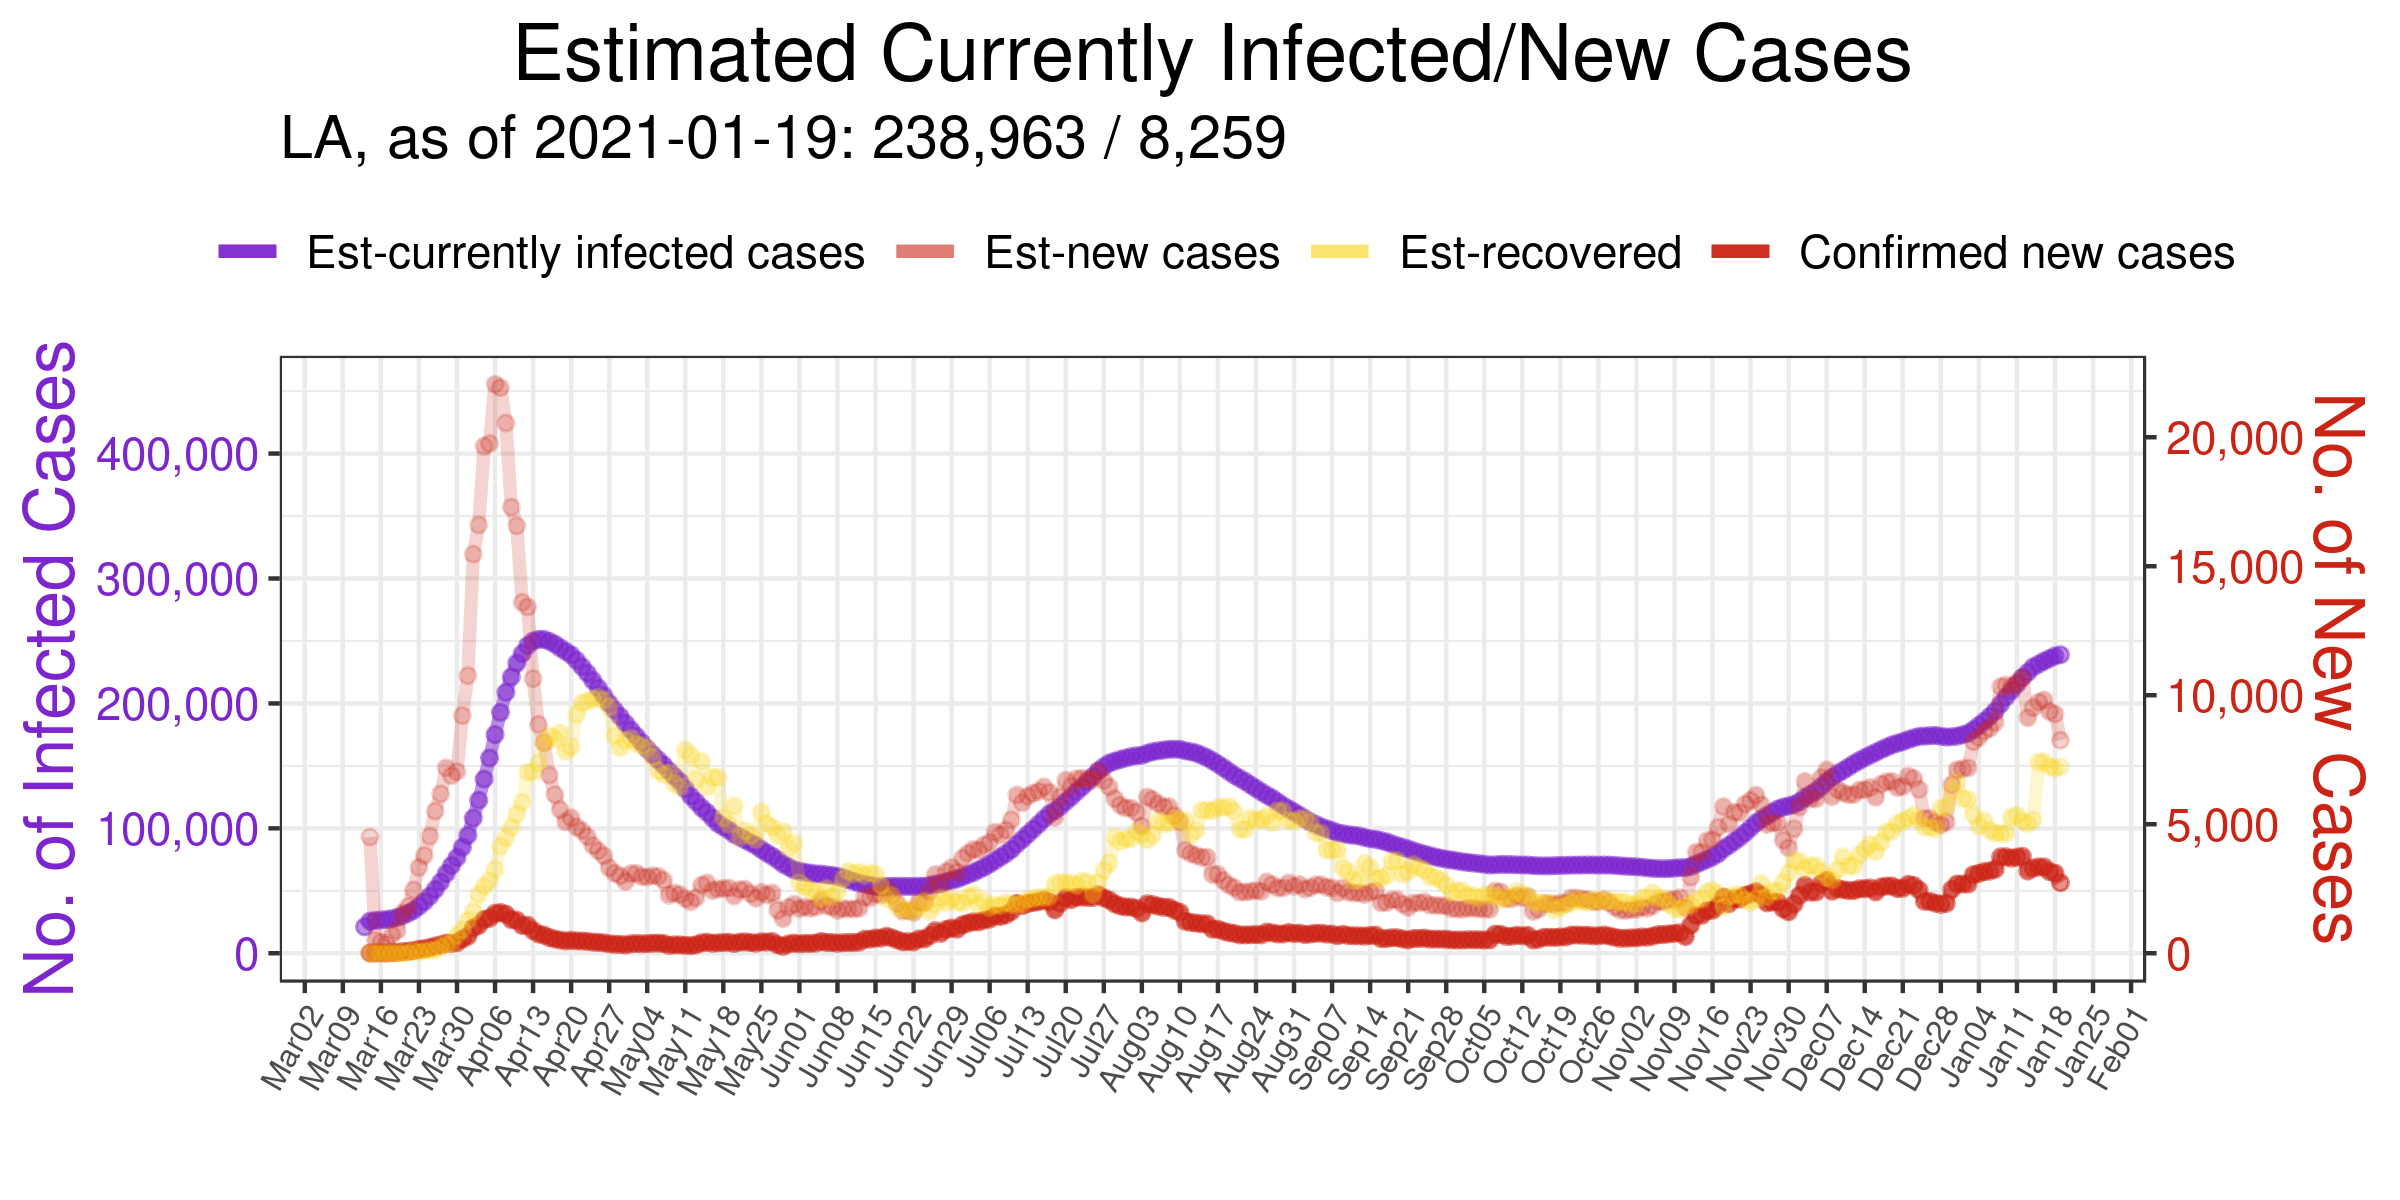 Estimated Currently Infected/New Cases
LA, as of 2021-01-19: 238,963 / 8,259
Est-currently infected cases
Est-new cases
Est-recovered
Confirmed new cases
No. of Infected Cases
400,000
300,000
200,000
100,000
0
20,000
15,000
10,000
5,000
0
No. of New Cases
Mar02
Mar09
Mar16
Mar23
Mar30
Apr06
Apr13
Apr20
Apr27
May04
May11
May18
May25
Jun01
Jun08
Jun15
Jun22
Jun29
Jul06
Jul13
Jul20
Jul27
Aug03
Aug10
Aug17
Aug24
Aug31
Sep07
Sep14
Sep21
Sep28
Oct05
Oct12
Oct19
Oct26
Nov02
Nov09
Nov16
Nov23
Nov30
Dec07
Dec14
Dec21
Dec28
Jan04
Jan11
Jan18
Jan25
Feb01